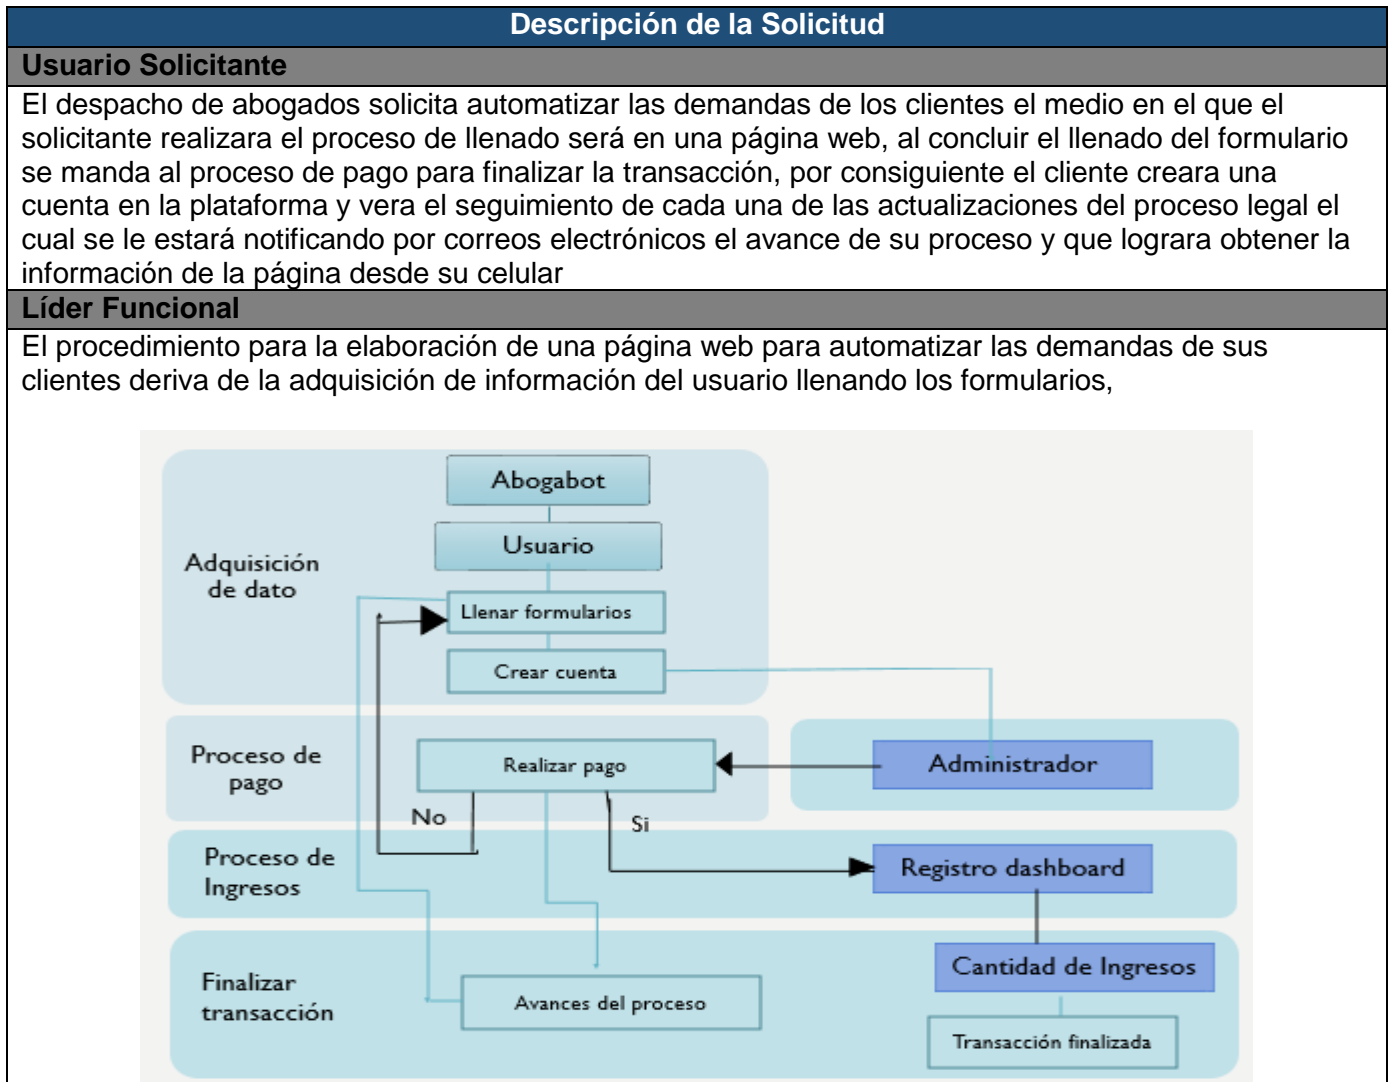 Descripción de la Solicitud
Usuario Solicitante
El despacho de abogados solicita automatizar las demandas de los clientes el medio en el que el
solicitante realizara el proceso de llenado será en una página web, al concluir el llenado del formulario
se manda al proceso de pago para finalizar la transacción, por consiguiente el cliente creara una
cuenta en la plataforma y vera el seguimiento de cada una de las actualizaciones del proceso legal el
cual se le estará notificando por correos electrónicos el avance de su proceso y que lograra obtener la
información de la página desde su celular
Líder Funcional
El procedimiento para la elaboración de una página web para automatizar las demandas de sus
clientes deriva de la adquisición de información del usuario llenando los formularios,
Abogabot
Usuario
Adquisición
de dato
Llenar formularios
Crear cuenta
Proceso de
pago
Realizar pago
Administrador
No
Si
Proceso de
Ingresos
Registro dashboard
Cantidad de Ingresos
Finalizar
transacción
Avances del proceso
Transacción finalizada